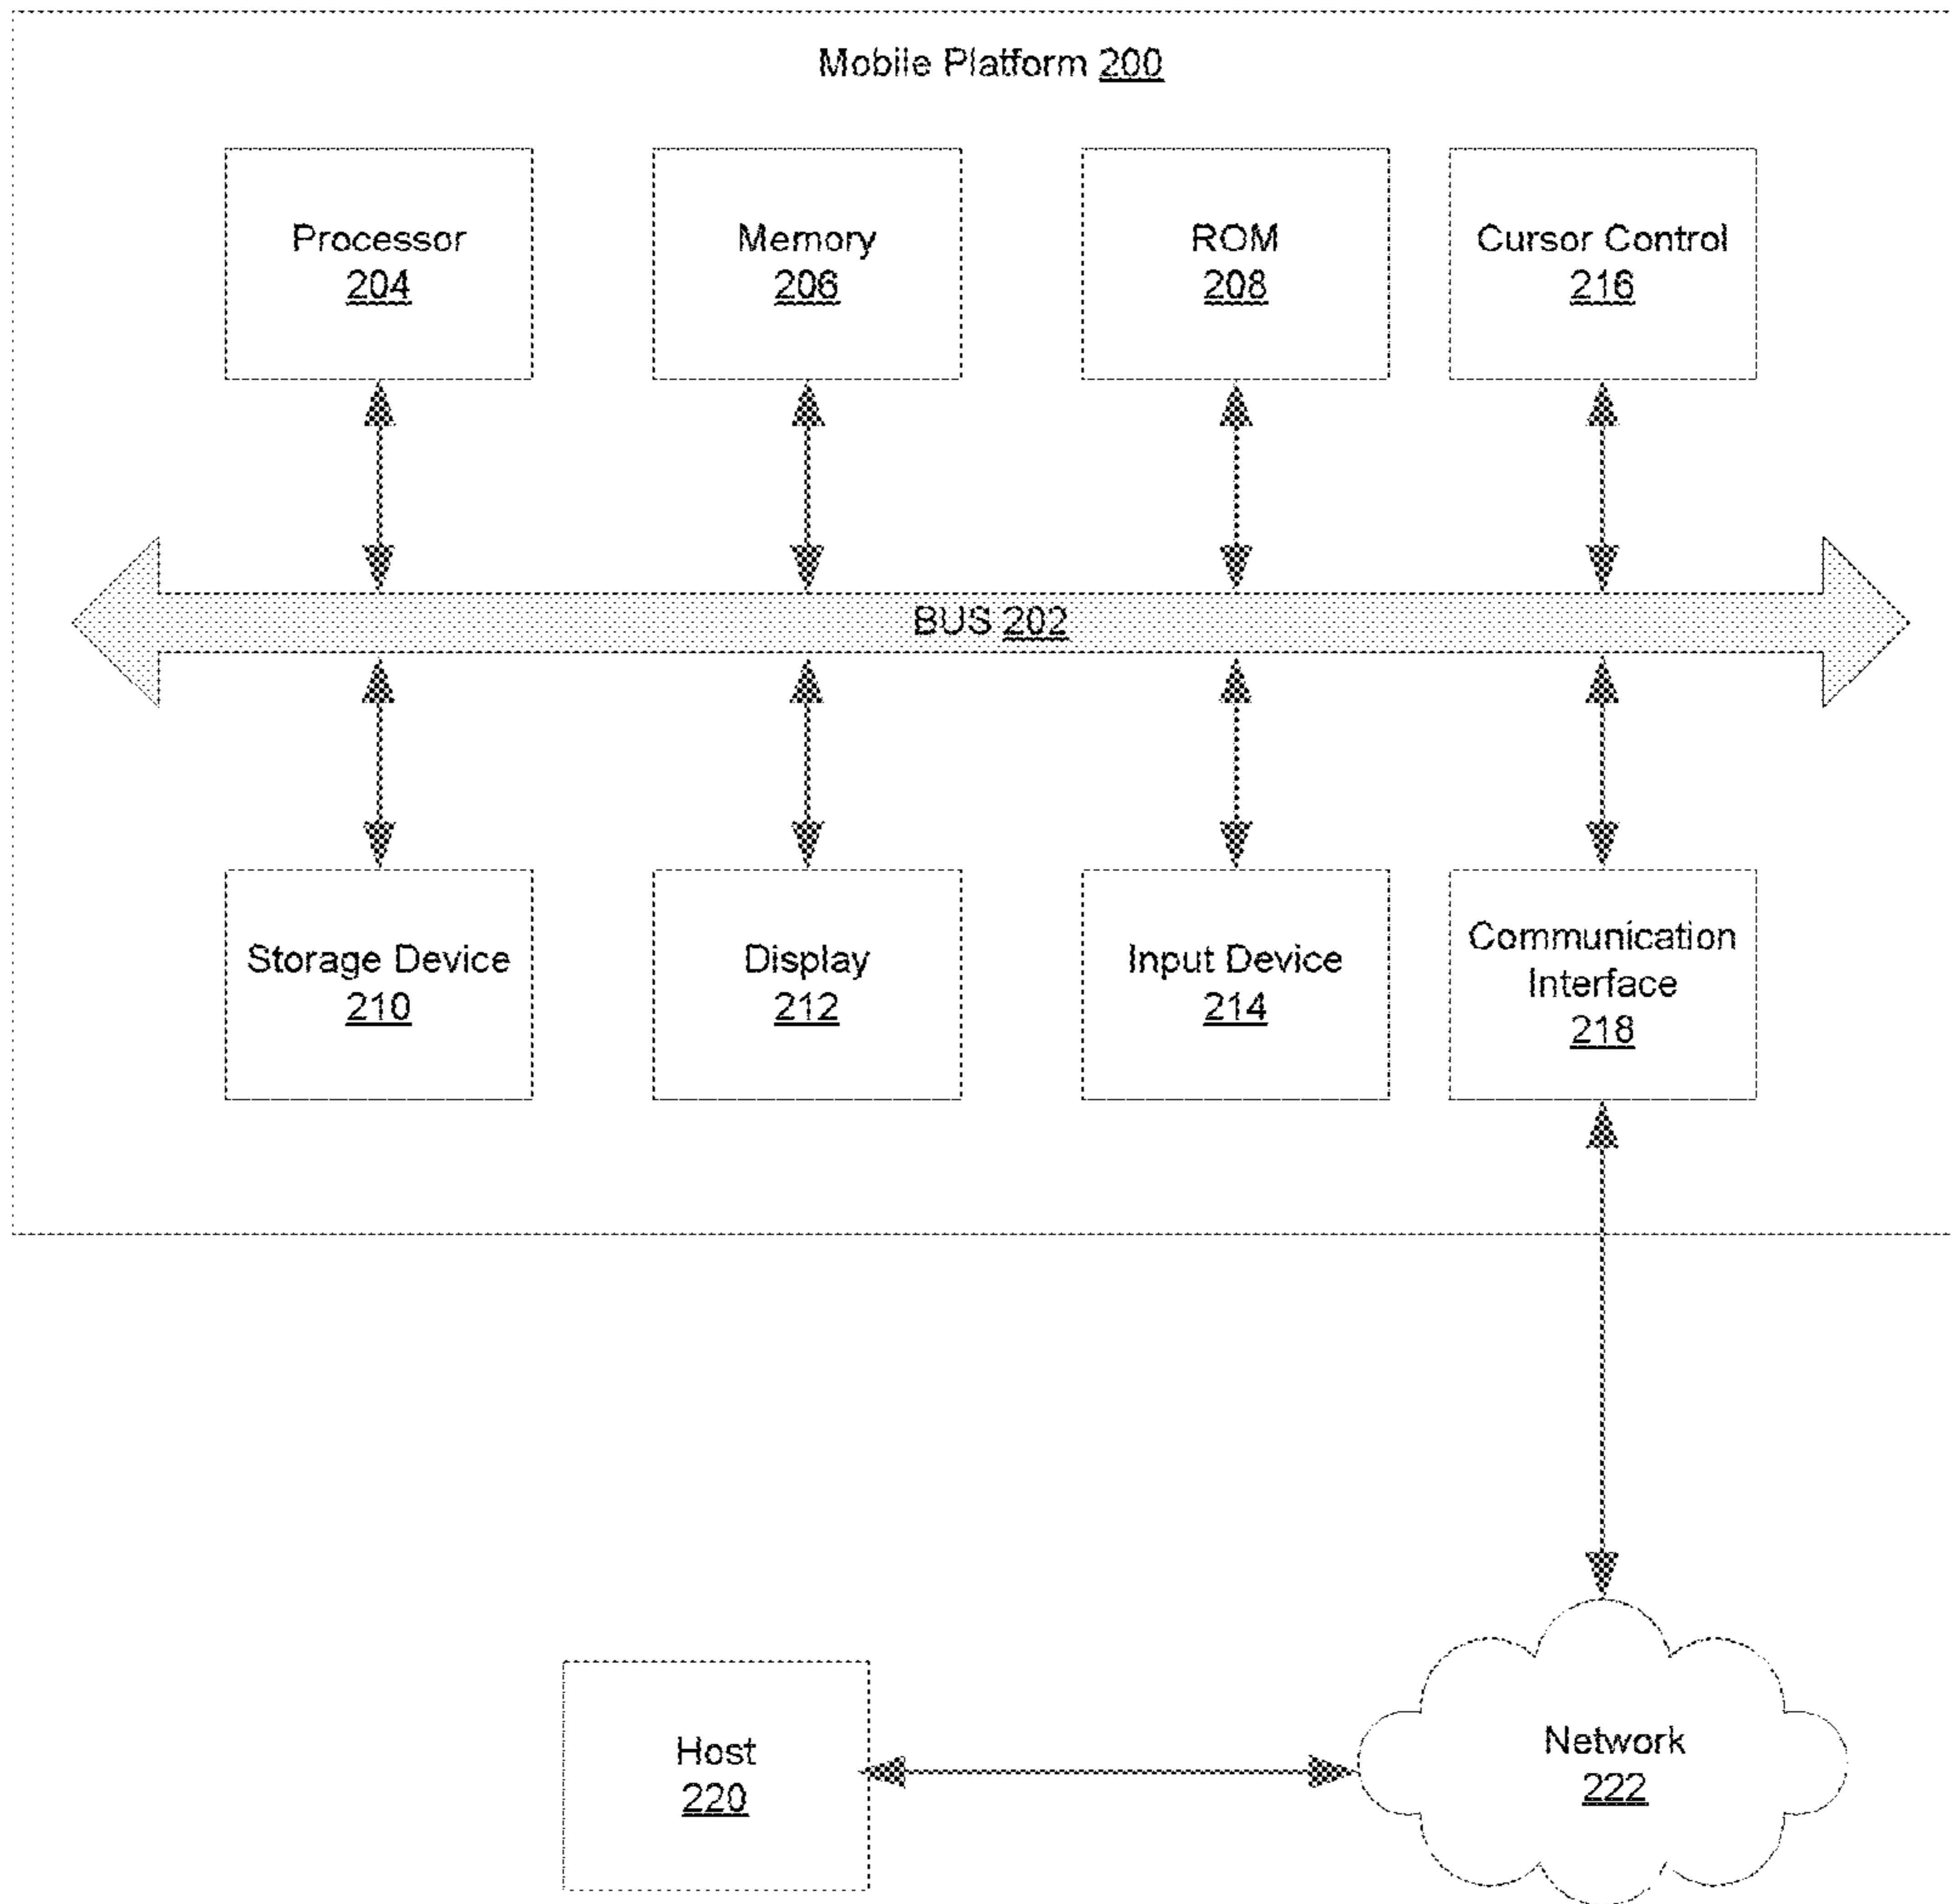 Mobile Platform 200
Processor
204
Memory
206
ROM
208
Cursor Control
216
BUS 202
Storage Device
210
Display
212
Input Device
214
Communication
Interface
218
Host
220
Network
222